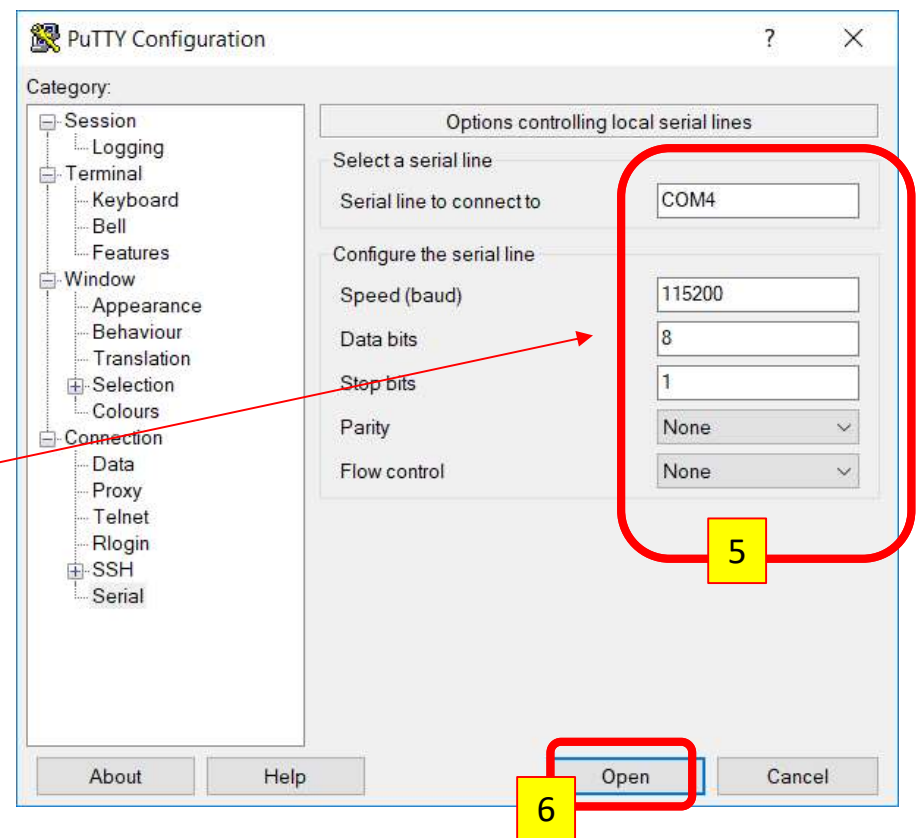 PuTTY Configuration
?
Category:
Session
Logging
Terminal
Keyboard
Bell
Features
Window
Appearance
Behaviour
Translation
Selection
Colours
Connection
Data
Proxy
Telnet
Rlogin
SSH
Serial
Options controlling local serial lines
Select a serial line
Serial line to connect to COM4
Configure the serial line
Speed (baud) 115200
Data bits 8
Stop bits 1
Parity None
Flow control None
5
About Help Open Cancel
6